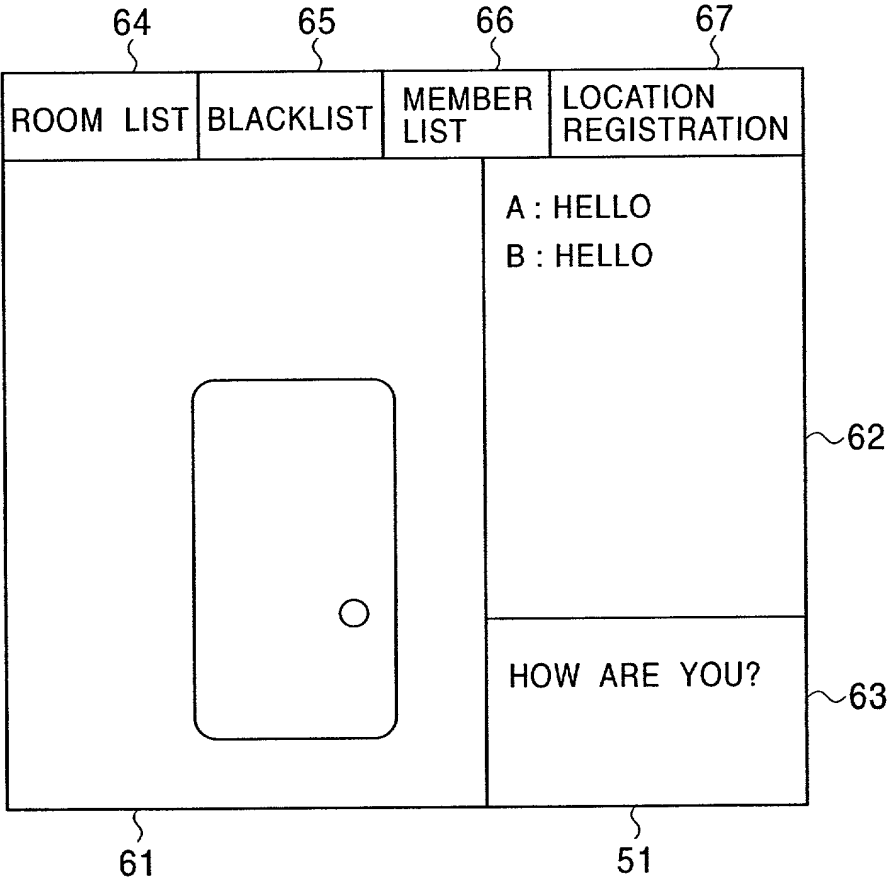 64 65 66 67
ROOM LIST BLACKLIST MEMBER LIST LOCATION REGISTRATION
A : HELLO
B : HELLO
62
HOW ARE YOU?
63
61 51